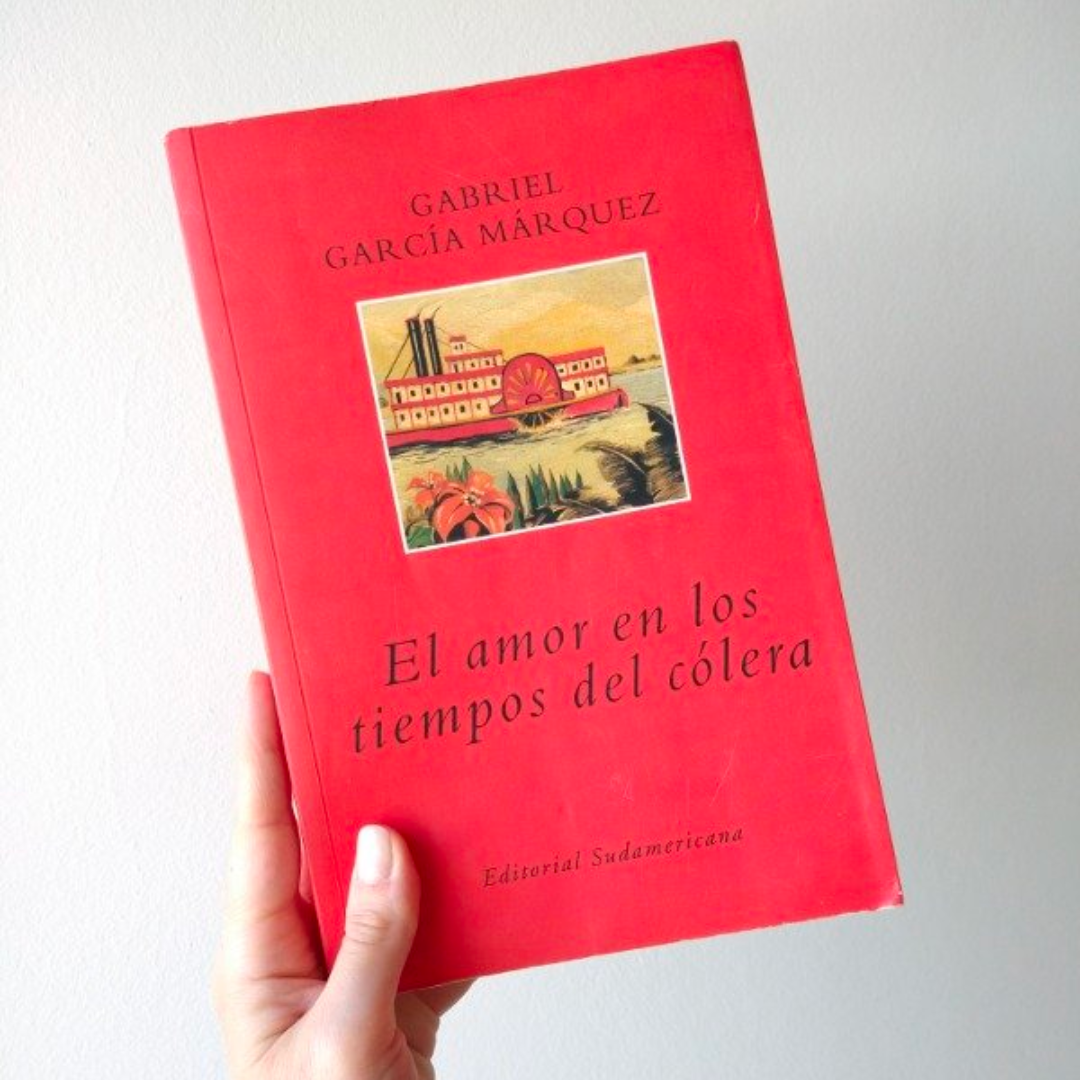 GABRIEL
GARCÍA MÁRQUEZ
El amor en los
tiempos del cólera
Editorial Sudamericana